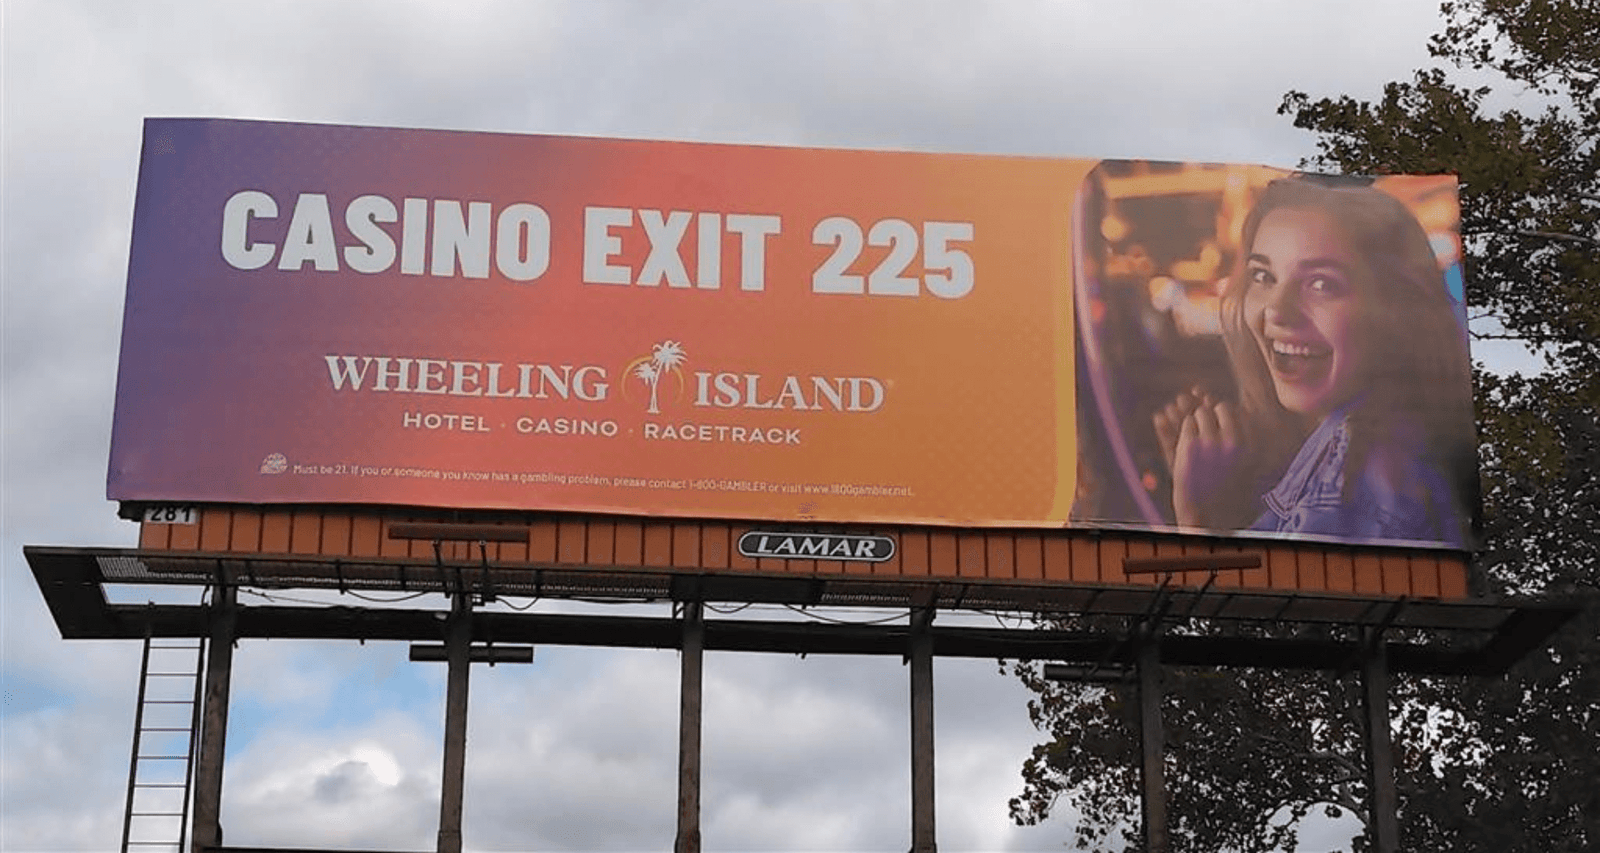 CASINO EXIT 225
WHEELING ISLAND
HOTEL · CASINO · RACETRACK
Must be 21. If you or someone you know has a gambling problem, please contact 1-800-GAMBLER or visit www.1800gambler.net.
281
LAMAR